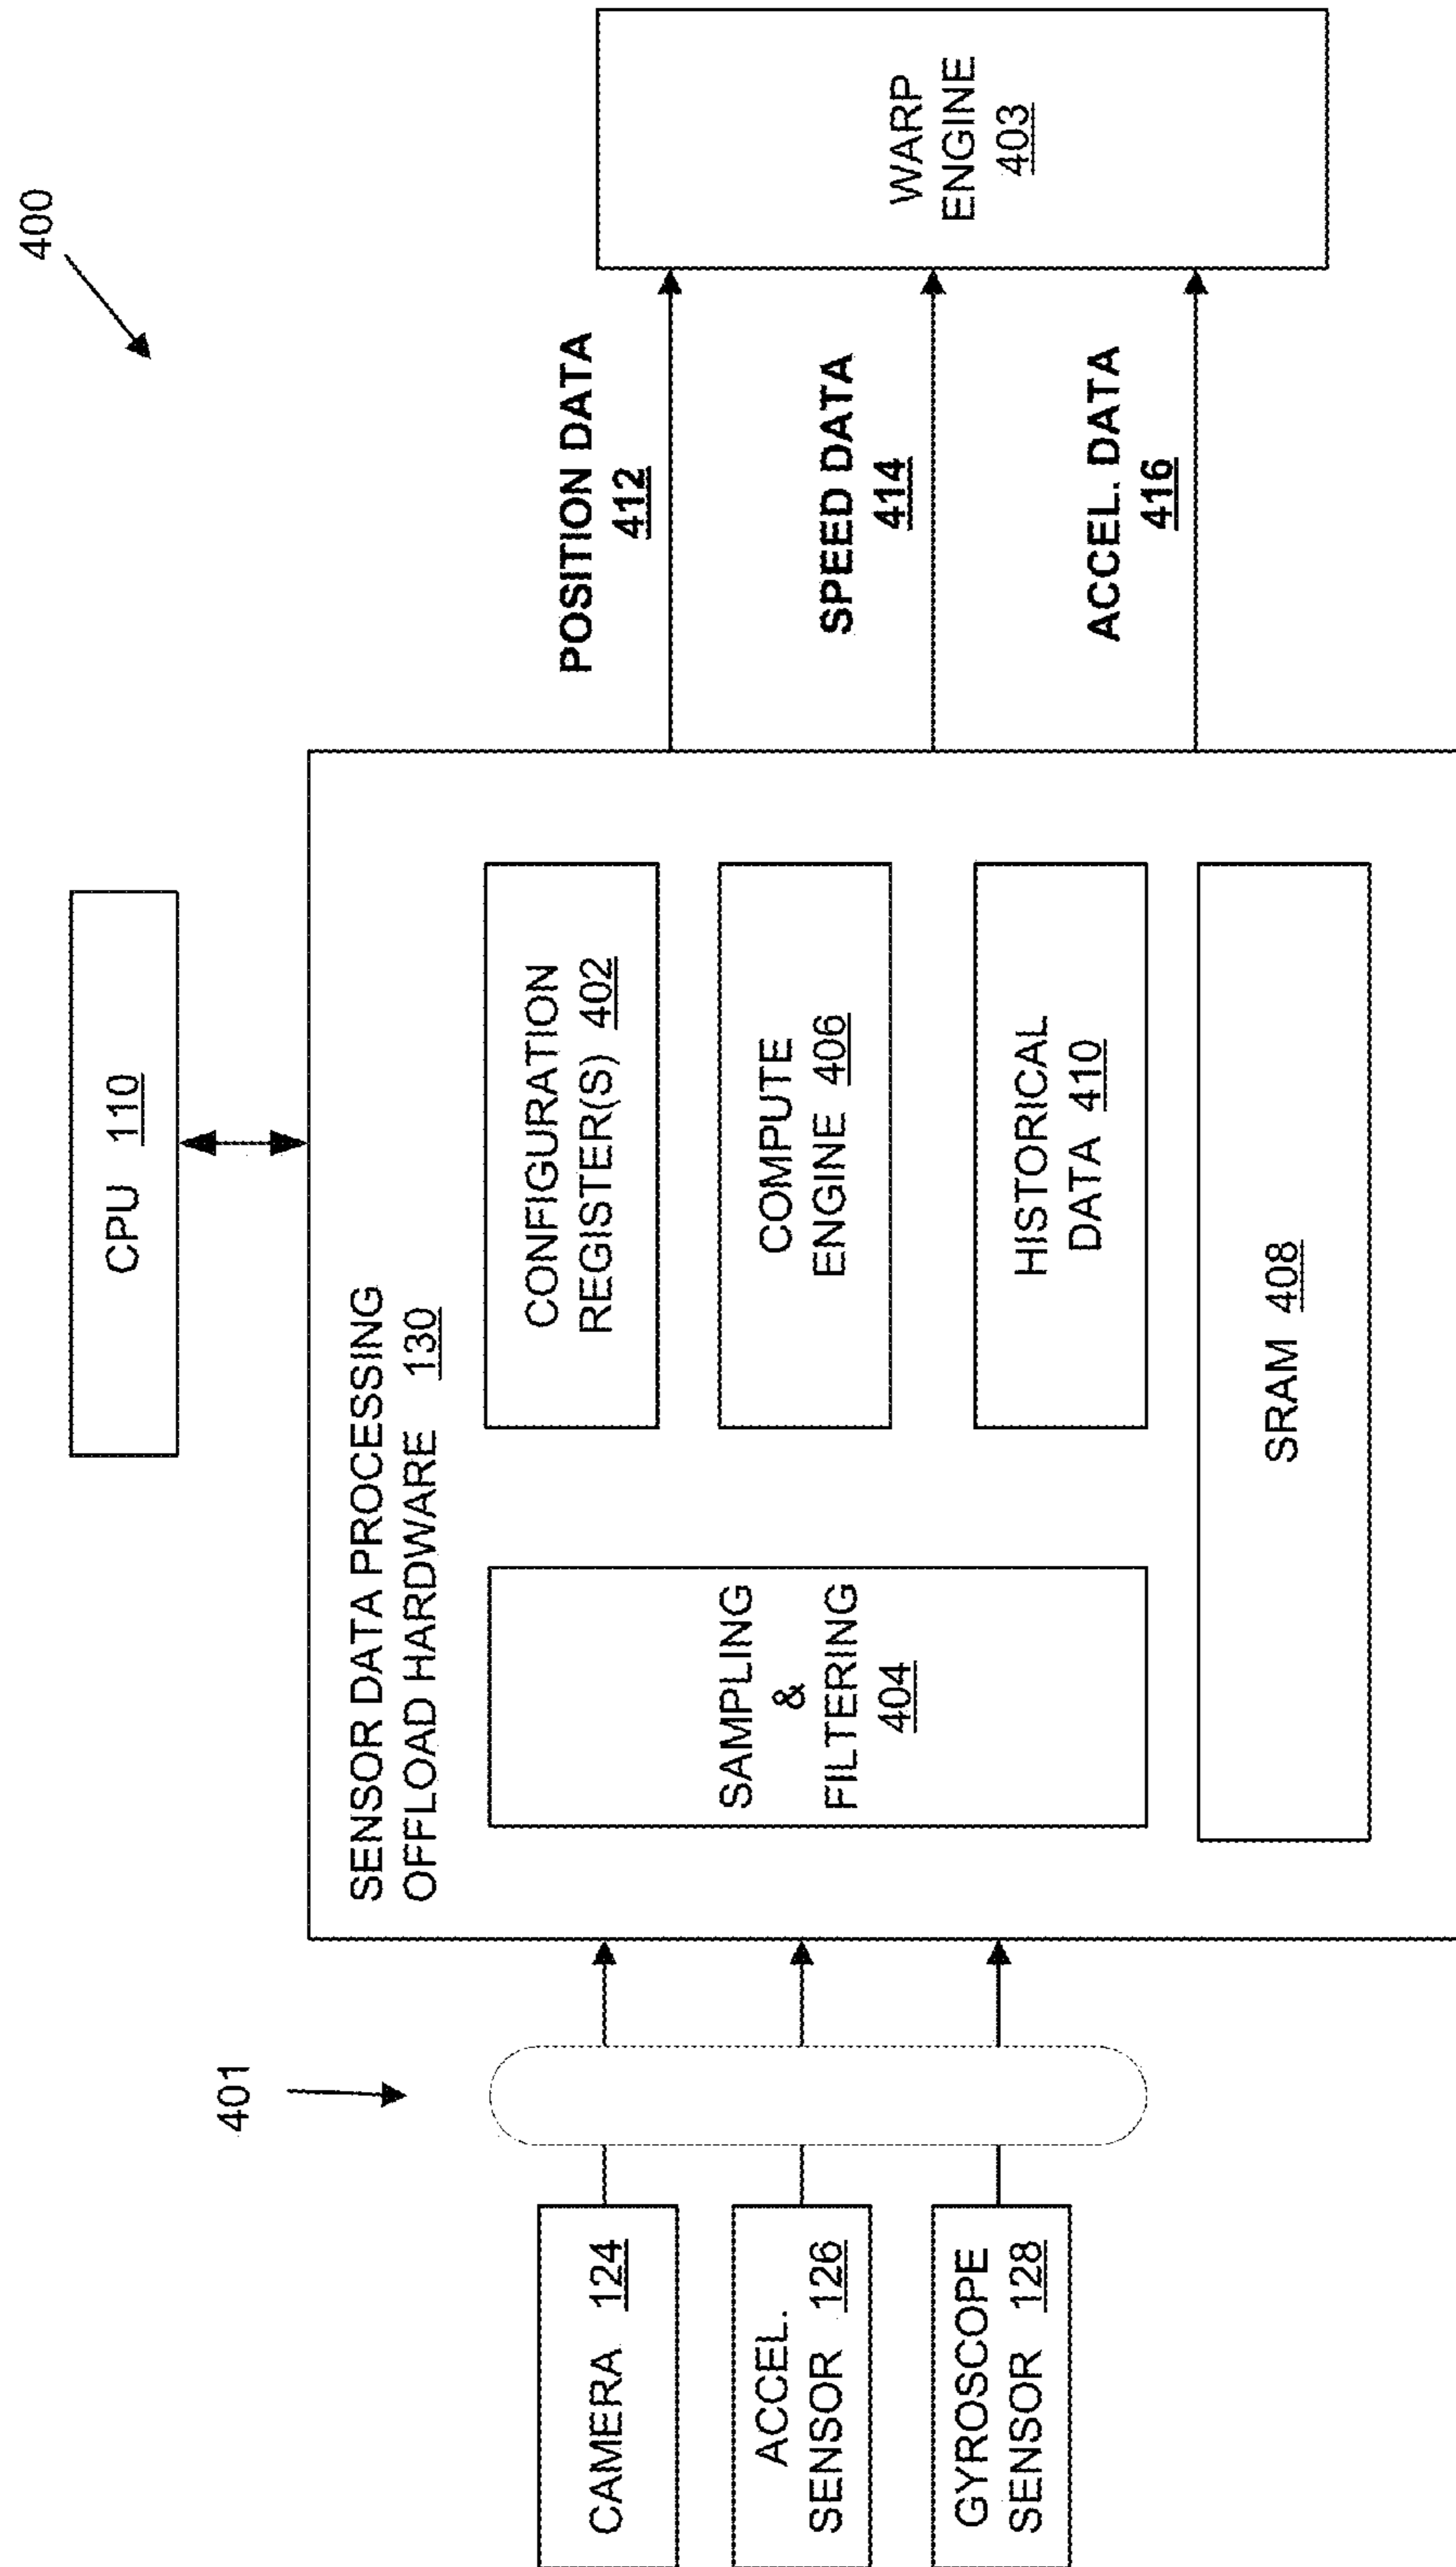 400
CPU 110
401
CAMERA 124
ACCEL.
SENSOR 126
GYROSCOPE
SENSOR 128
SENSOR DATA PROCESSING
OFFLOAD HARDWARE 130
SAMPLING
&
FILTERING
404
CONFIGURATION
REGISTER(S) 402
COMPUTE
ENGINE 406
HISTORICAL
DATA 410
SRAM 408
POSITION DATA
412
SPEED DATA
414
ACCEL. DATA
416
WARP
ENGINE
403